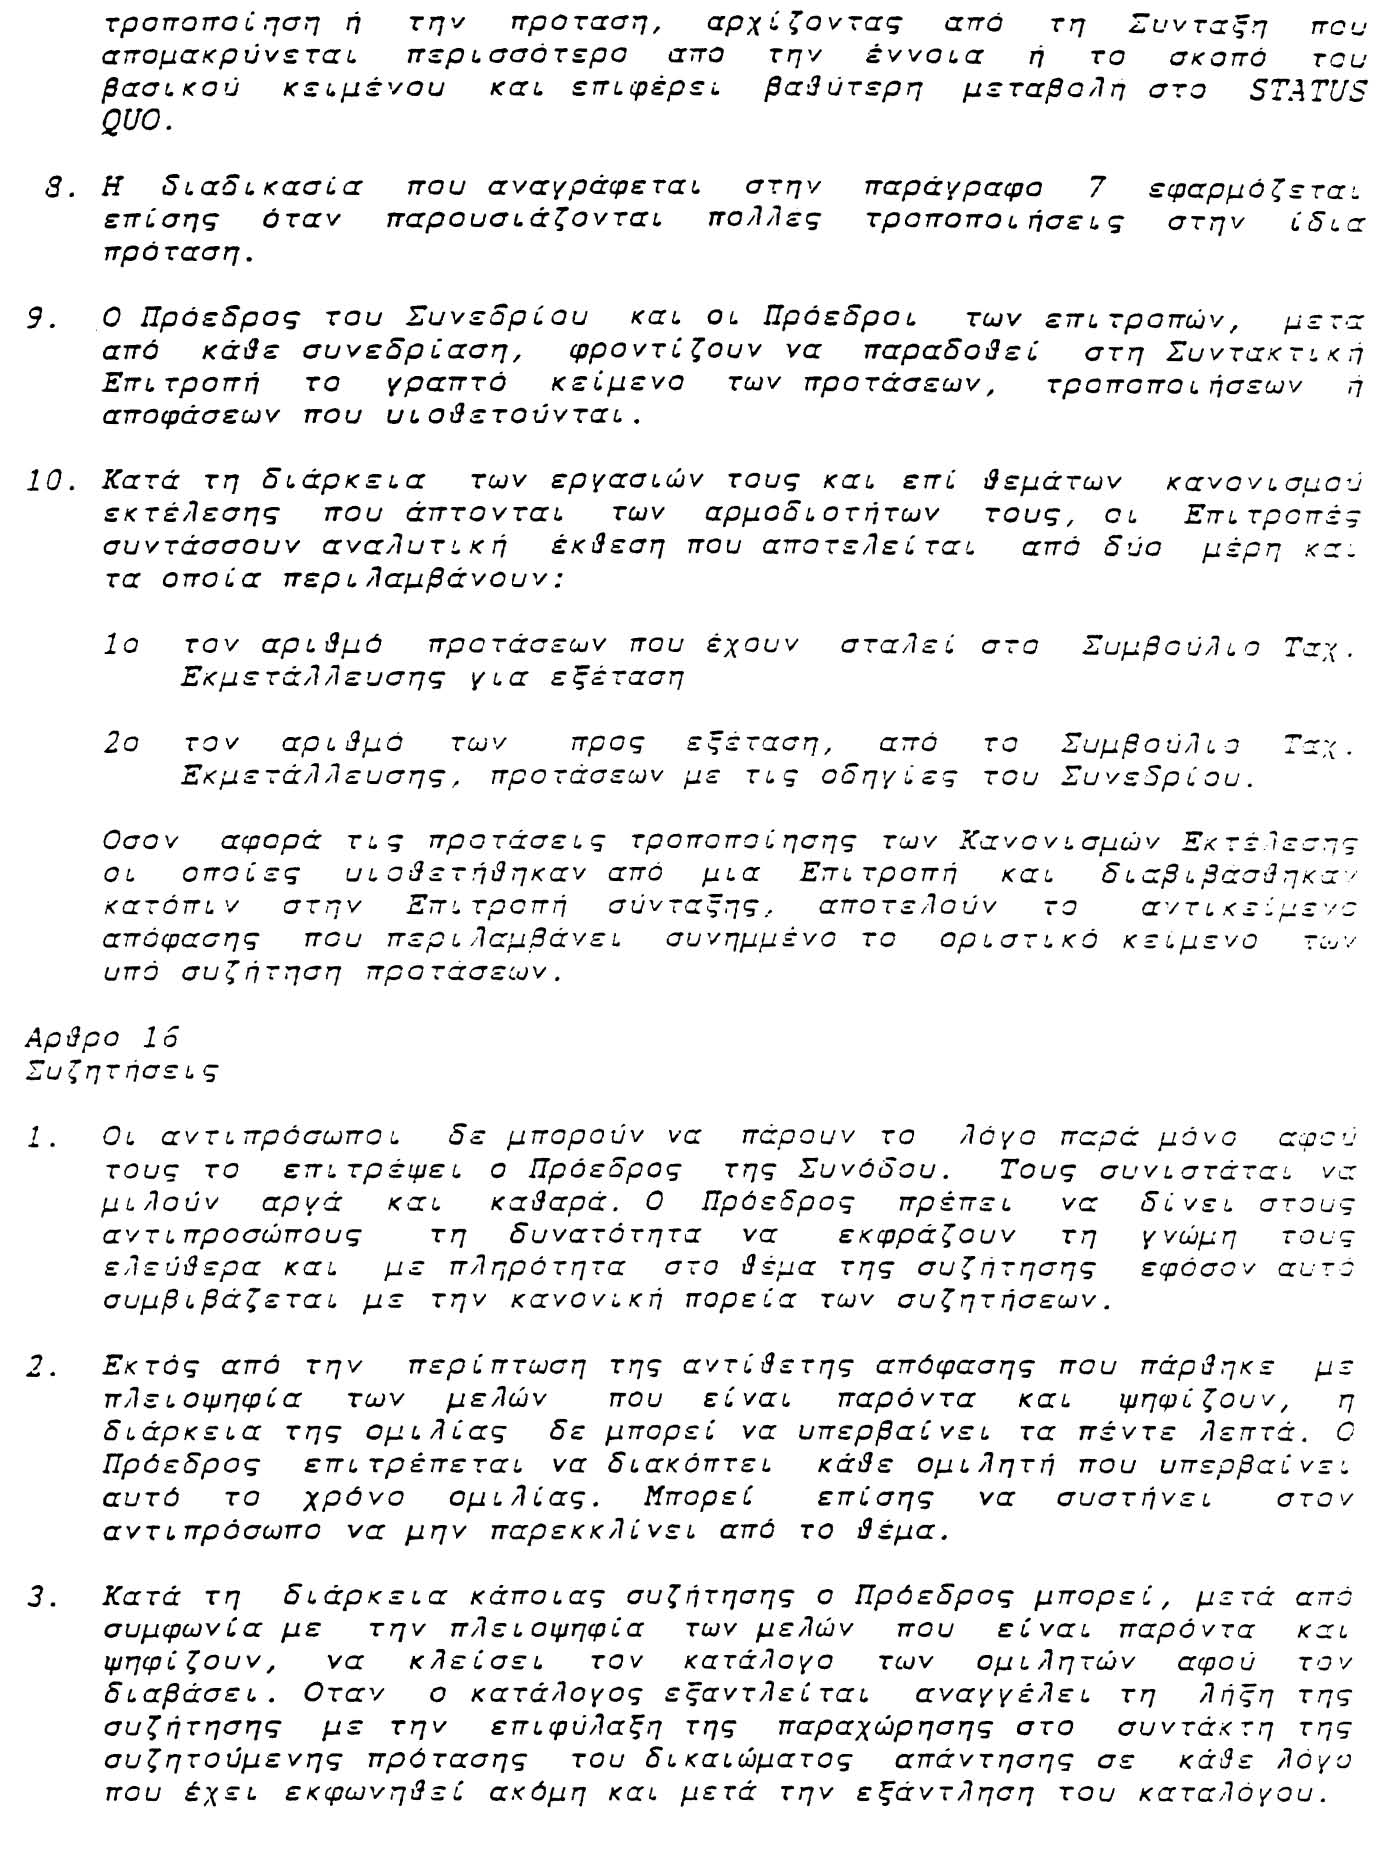 τροποποίηση ή την πρόταση, αρχίζοντας από τη Συνταξη που
απομακρύνεται περισσότερο απο την έννοια ή το σκοπό του
βασικού κειμένου και επιφέρει βαθύτερη μεταβολή στο STATUS
QUO.
8. Η διαδικασία που αναγράφεται στην παράγραφο 7 εφαρμόζεται
επίσης όταν παρουσιάζονται πολλες τροποποιήσεις στην ίδια
πρόταση.
9. Ο Πρόεδρος του Συνεδρίου και οι Πρόεδροι των επιτροπών, μετα
από κάθε συνεδρίαση, φροντίζουν να παραδοθεί στη Συντακτική
Επιτροπή το γραπτό κείμενο των προτάσεων, τροποποιήσεων ή
αποφάσεων που υιοθετούνται.
10. Κατά τη διάρκεια των εργασιών τους και επί θεμάτων κανονισμού
εκτέλεσης που άπτονται των αρμοδιοτήτων τους, οι Επιτροπές
συντάσσουν αναλυτική έκθεση που αποτελείται από δύο μέρη και
τα οποία περιλαμβάνουν:
1ο τον αριθμό προτάσεων που έχουν σταλεί στο Συμβούλιο Ταχ.
Εκμετάλλευσης για εξέταση
2ο τον αριθμό των προς εξέταση, από το Συμβούλιο Ταχ.
Εκμετάλλευσης, προτάσεων με τις οδηγίες του Συνεδρίου.
Οσον αφορά τις προτάσεις τροποποίησης των Κανονισμών Εκτέλεσης
οι οποίες υιοθετήθηκαν από μια Επιτροπή και διαβιβάσθηκαν
κατόπιν στην Επιτροπή σύνταξης, αποτελούν το αντικείμενο
απόφασης που περιλαμβάνει συνημμένο το οριστικό κείμενο των
υπό συζήτηση προτάσεων.
Αρθρο 16
Συζητήσεις
1. Οι αντιπρόσωποι δε μπορούν να πάρουν το λόγο παρά μόνο αφού
τους το επιτρέψει ο Πρόεδρος της Συνόδου. Τους συνιστάται να
μιλούν αργά και καθαρά. Ο Πρόεδρος πρέπει να δίνει στους
αντιπροσώπους τη δυνατότητα να εκφράζουν τη γνώμη τους
ελεύθερα και με πληρότητα στο θέμα της συζήτησης εφόσον αυτό
συμβιβάζεται με την κανονική πορεία των συζητήσεων.
2. Εκτός από την περίπτωση της αντίθετης απόφασης που πάρθηκε με
πλειοψηφία των μελών που είναι παρόντα και ψηφίζουν, η
διάρκεια της ομιλίας δε μπορεί να υπερβαίνει τα πέντε λεπτά. Ο
Πρόεδρος επιτρέπεται να διακόπτει κάθε ομιλητή που υπερβαίνει
αυτό το χρόνο ομιλίας. Μπορεί επίσης να συστήνει στον
αντιπρόσωπο να μην παρεκκλίνει από το θέμα.
3. Κατά τη διάρκεια κάποιας συζήτησης ο Πρόεδρος μπορεί, μετά από
συμφωνία με την πλειοψηφία των μελών που είναι παρόντα και
ψηφίζουν, να κλείσει τον κατάλογο των ομιλητών αφού τον
διαβάσει. Οταν ο κατάλογος εξαντλείται αναγγέλει τη λήξη της
συζήτησης με την επιφύλαξη της παραχώρησης στο συντάκτη της
συζητούμενης πρότασης του δικαιώματος απάντησης σε κάθε λόγο
που έχει εκφωνηθεί ακόμη και μετά την εξάντληση του καταλόγου.